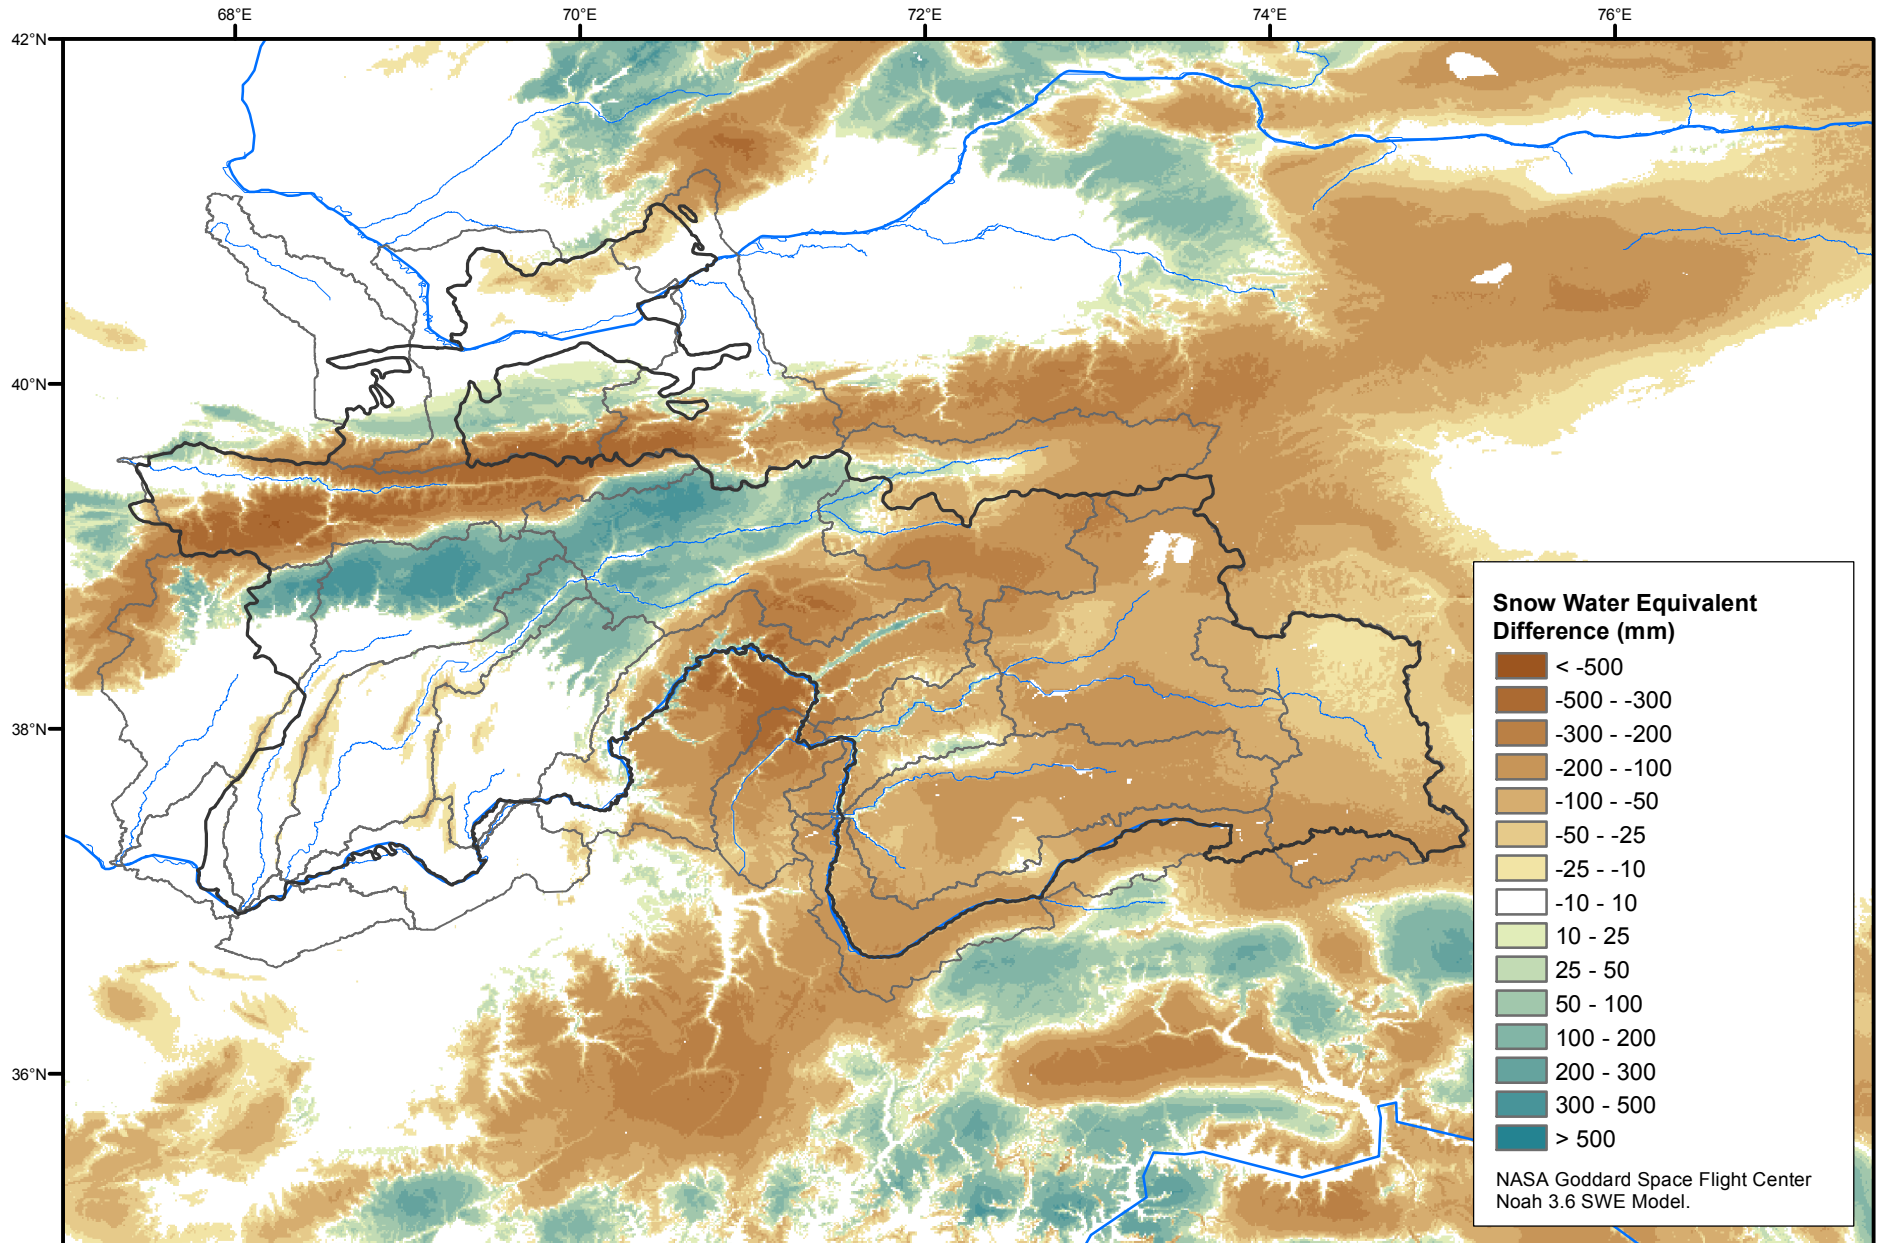 68°E
70°E
72°E
74°E
76°E
42°N
40°N
38°N
36°N
Snow Water Equivalent
Difference (mm)
< -500
-500 - -300
-300 - -200
-200 - -100
-100 - -50
-50 - -25
-25 - -10
-10 - 10
10 - 25
25 - 50
50 - 100
100 - 200
200 - 300
300 - 500
> 500
NASA Goddard Space Flight Center
Noah 3.6 SWE Model.